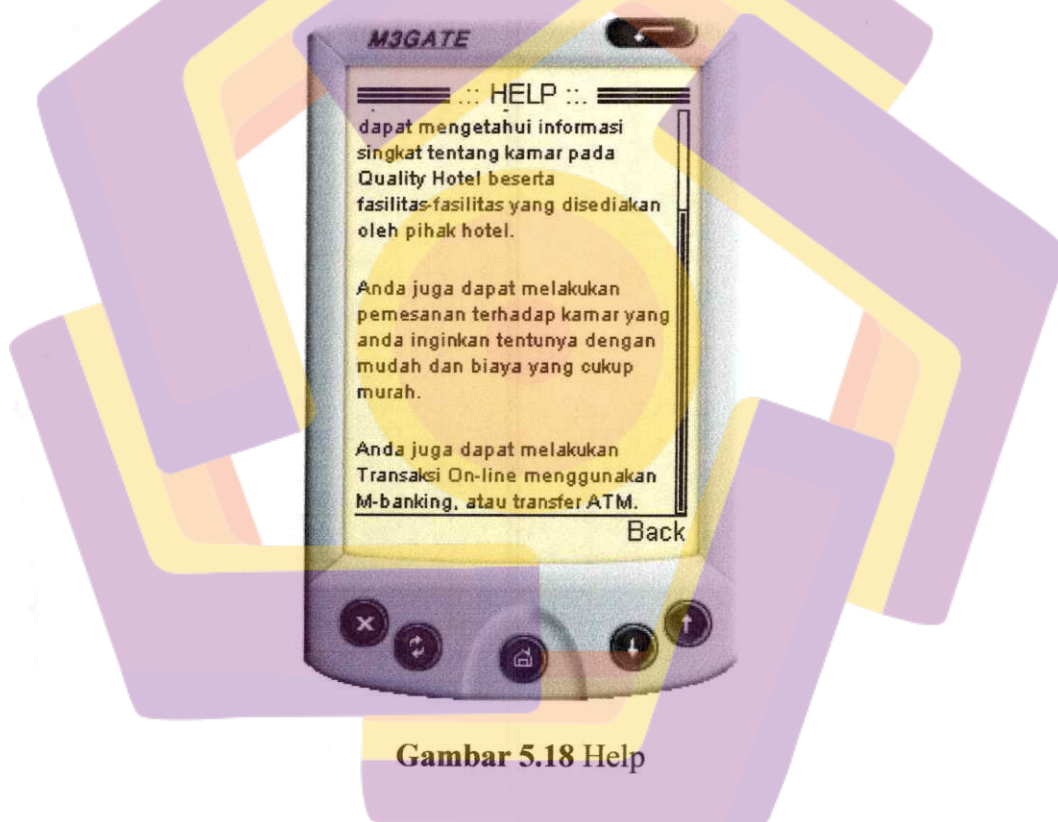 M3GATE
.:: HELP ::.
dapat mengetahui informasi
singkat tentang kamar pada
Quality Hotel beserta
fasilitas-fasilitas yang disediakan
oleh pihak hotel.
Anda juga dapat melakukan
pemesanan terhadap kamar yang
anda inginkan tentunya dengan
mudah dan biaya yang cukup
murah.
Anda juga dapat melakukan
Transaksi On-line menggunakan
M-banking, atau transfer ATM.
Back
Gambar 5.18 Help